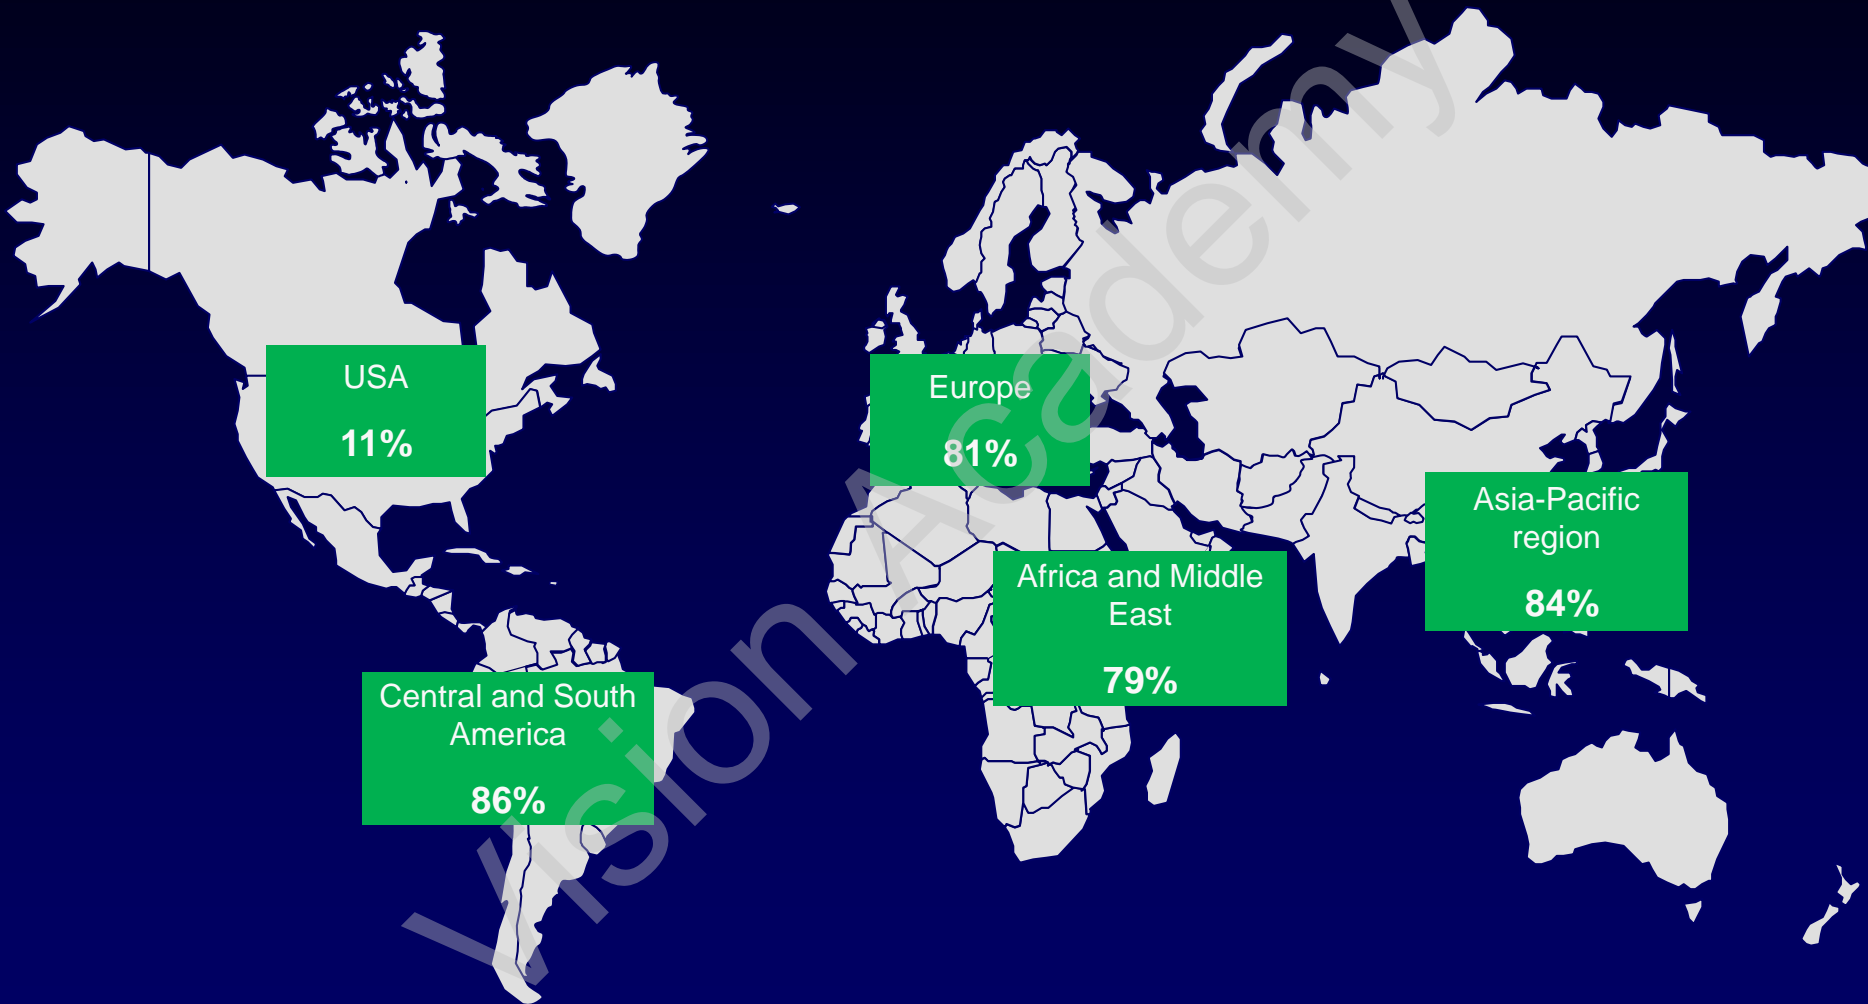 USA
11%
Europe
81%
Asia-Pacific
region
84%
Africa and Middle
East
79%
Central and South
America
86%
Vision Academy